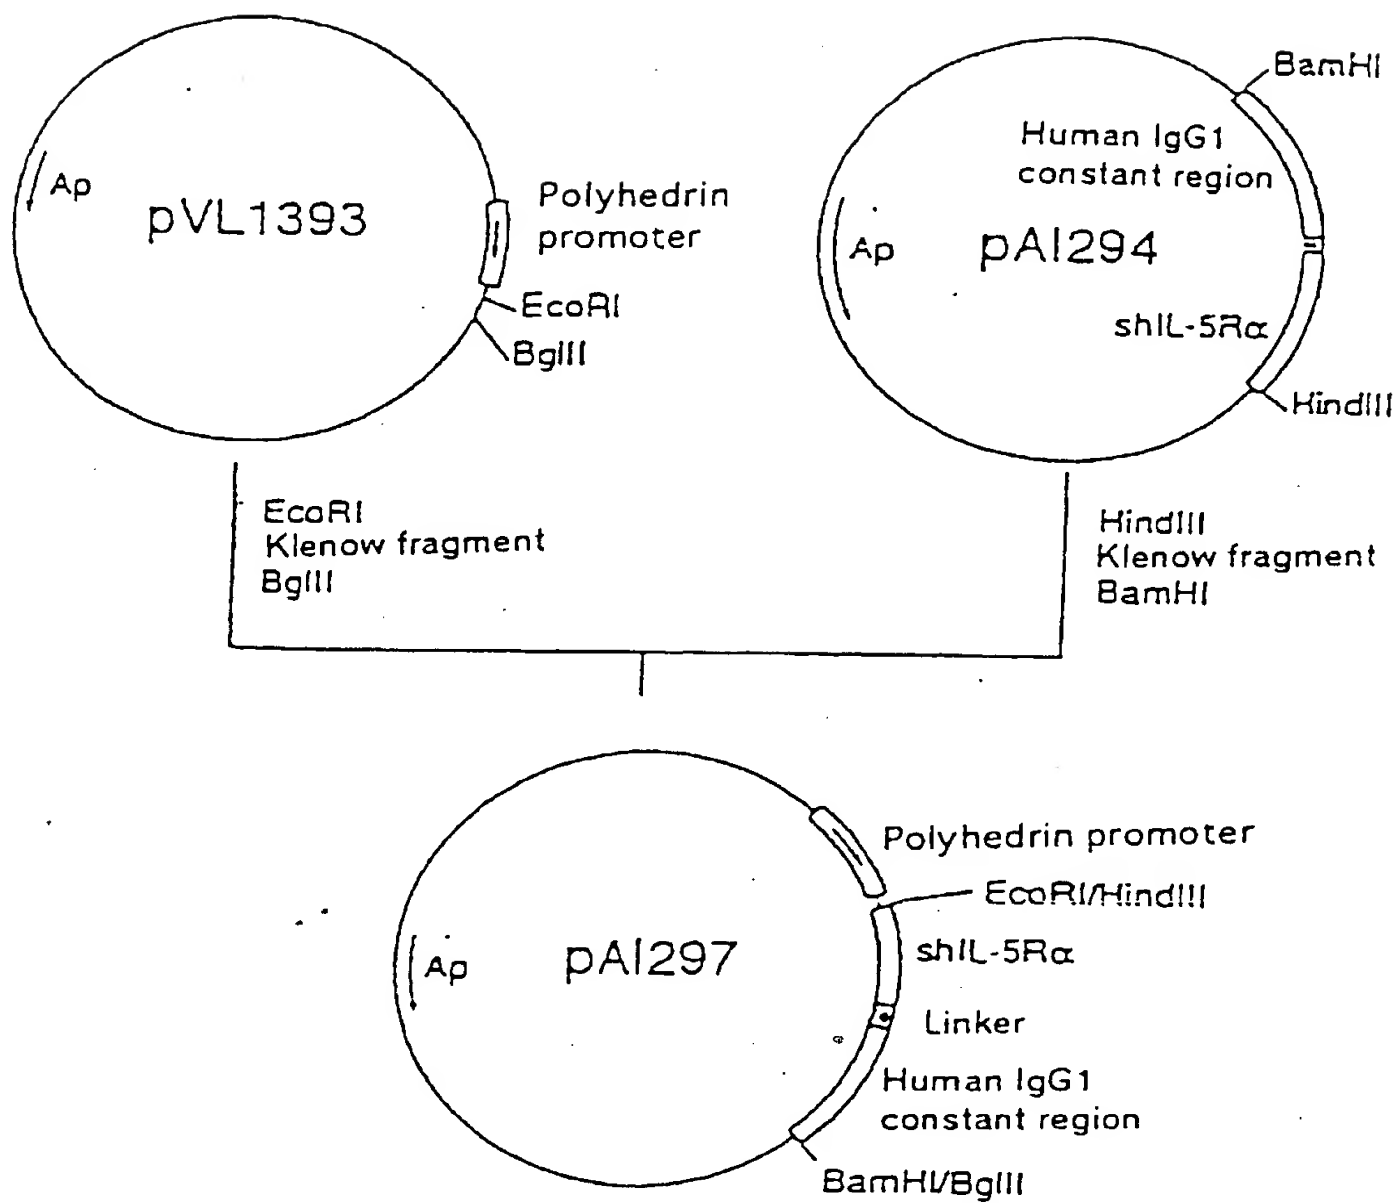 Ap
pVL1393
Polyhedrin
promoter
EcoRI
BglII
BamHI
Human IgG1
constant region
Ap
pAI294
shIL-5Rα
HindIII
EcoRI
Klenow fragment
BglII
HindIII
Klenow fragment
BamHI
Polyhedrin promoter
EcoRI/HindIII
Ap
pAI297
shIL-5Rα
Linker
Human IgG1
constant region
BamHI/BglII